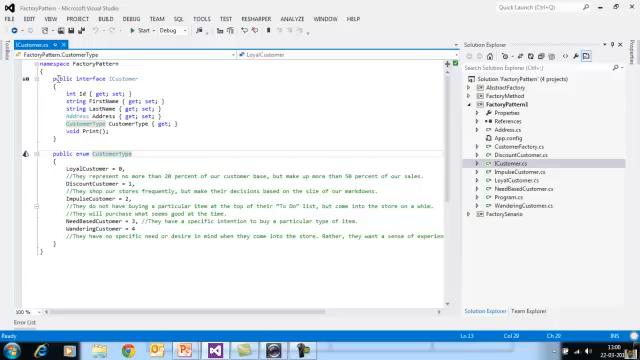 FactoryPattern - Microsoft Visual Studio
Quick Launch (Ctrl+Q)
FILE EDIT VIEW PROJECT BUILD DEBUG TEAM SQL TOOLS TEST RESHARPER ANALYZE WINDOW HELP
Start Debug
ICustomer.cs
FactoryPattern.CustomerType
LoyalCustomer
namespace FactoryPattern
{
public interface ICustomer
{
int Id { get; set; }
string FirstName { get; set; }
string LastName { get; set; }
Address Address { get; set; }
CustomerType CustomerType { get; }
void Print();
}
public enum CustomerType
{
LoyalCustomer = 0,
//They represent no more than 20 percent of our customer base, but make up more than 50 percent of our sales.
DiscountCustomer = 1,
//They shop our stores frequently, but make their decisions based on the size of our markdowns.
ImpulseCustomer = 2,
//They do not have buying a particular item at the top of their "To Do" list, but come into the store on a whim.
//They will purchase what seems good at the time.
NeedBasedCustomer = 3, //They have a specific intention to buy a particular type of item.
WanderingCustomer = 4
//They have no specific need or desire in mind when they come into the store. Rather, they want a sense of experien
}
}
100 %
Error List
Toolbox
Solution Explorer
Search Solution Explorer (Ctrl+;)
Solution 'FactoryPattern' (4 projects)
AbstractFactory
FactoryMethod
FactoryPattern1
Properties
References
Address.cs
App.config
CustomerFactory.cs
DiscountCustomer.cs
ICustomer.cs
ImpulseCustomer.cs
LoyalCustomer.cs
NeedBasedCustomer.cs
Program.cs
WanderingCustomer.cs
FactorySenario
Solution Explorer Team Explorer
Ready
Ln 13 Col 29 Ch 29 INS